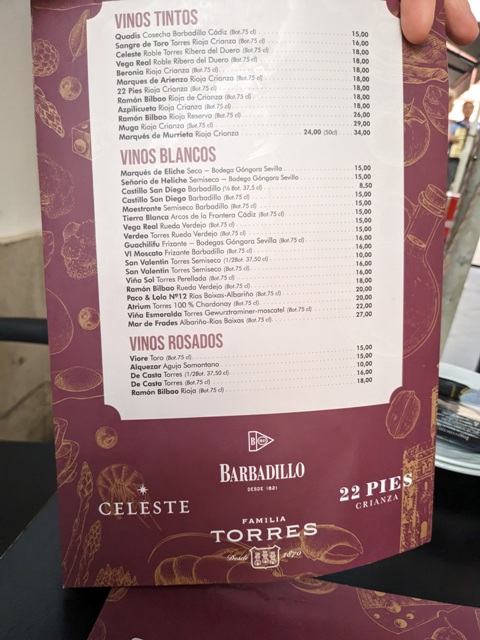 VINOS TINTOS
Quadis Cosecha Barbadillo Cádiz (Bot.75 cl) 15,00
Sangre de Toro Torres Rioja Crianza (Bot.75 cl) 16,00
Celeste Roble Torres Ribera del Duero (Bot.75 cl) 18,00
Vega Real Roble Ribera del Duero (Bot.75 cl) 18,00
Beronia Rioja Crianza (Bot.75 cl) 18,00
Marques de Arienzo Rioja Crianza (Bot.75 cl) 18,00
22 Pies Rioja Crianza (Bot.75 cl) 18,00
Ramón Bilbao Rioja de Crianza (Bot.75 cl) 18,00
Azpilicueta Rioja Crianza (Bot.75 cl) 18,00
Ramón Bilbao Rioja Reserva (Bot.75 cl) 26,00
Muga Rioja Crianza (Bot.75 cl) 29,00
Marqués de Murrieta Rioja Crianza 24,00 (50cl) 34,00
VINOS BLANCOS
Marqués de Eliche Seco – Bodega Góngora Sevilla 15,00
Señorio de Heliche Semiseco – Bodega Góngora Sevilla 15,00
Castillo San Diego Barbadillo (½ Bot. 37,5 cl) 8,50
Castillo San Diego Barbadillo (Bot.75 cl) 15,00
Maestrante Semiseco Barbadillo (Bot.75 cl) 15,00
Tierra Blanca Arcos de la Frontera Cádiz (Bot.75 cl) 15,00
Vega Real Rueda Verdejo (Bot.75 cl) 15,00
Verdeo Torres Rueda Verdejo (Bot.75 cl) 16,00
Guachilifu Frizante – Bodegas Góngora Sevilla (Bot.75 cl) 16,00
VI Moscato Frizante Barbadillo (Bot.75 cl) 16,00
San Valentin Torres Semiseco (1/2Bot. 37,50 cl) 10,00
San Valentin Torres Semiseco (Bot.75 cl) 16,00
Viña Sol Torres Perellada (Bot.75 cl) 16,00
Ramón Bilbao Rueda Verdejo (Bot.75 cl) 18,00
Paco & Lola Nº12 Rías Baixas-Albariño (Bot.75 cl) 20,00
Atrium Torres 100 % Chardonay (Bot.75 cl) 20,00
Viña Esmeralda Torres Gewurztraminer-moscatel (Bot.75 cl) 22,00
Mar de Frades Albariño-Rias Baixas (Bot.75 cl) 27,00
VINOS ROSADOS
Viore Toro (Bot.75 cl) 15,00
Alquezar Aguja Somontano 15,00
De Casta Torres (1/2Bot. 37,50 cl) 10,00
De Casta Torres (Bot.75 cl) 16,00
Ramón Bilbao Rioja (Bot.75 cl) 18,00
BARBADILLO
DESDE 1821
CELESTE
22 PIES
CRIANZA
FAMILIA
TORRES
Desde 1870